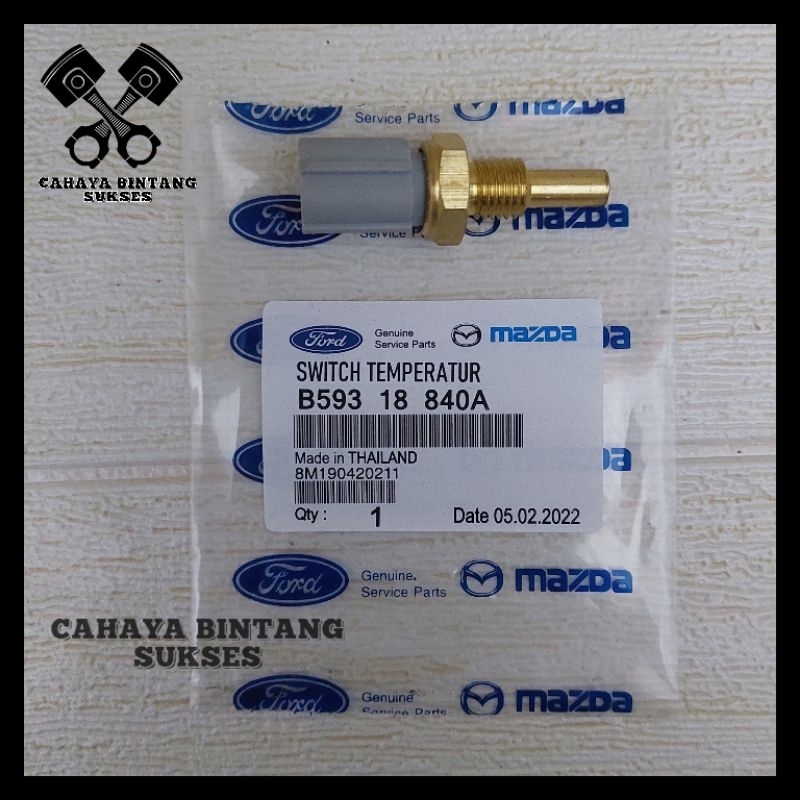 Ford
Service Parts
mazda
CAHAYA BINTANG
SUKSES
Ford
Service Parts
mazda
Ford
Genuine
Service Parts
mazda
SWITCH TEMPERATUR
B593 18 840A
Made in THAILAND
8M190420211
Qty : 1 Date 05.02.2022
Ford
Genuine
Service Parts
mazda
CAHAYA BINTANG
SUKSES
Ford
Genuine
Service Parts
mazda